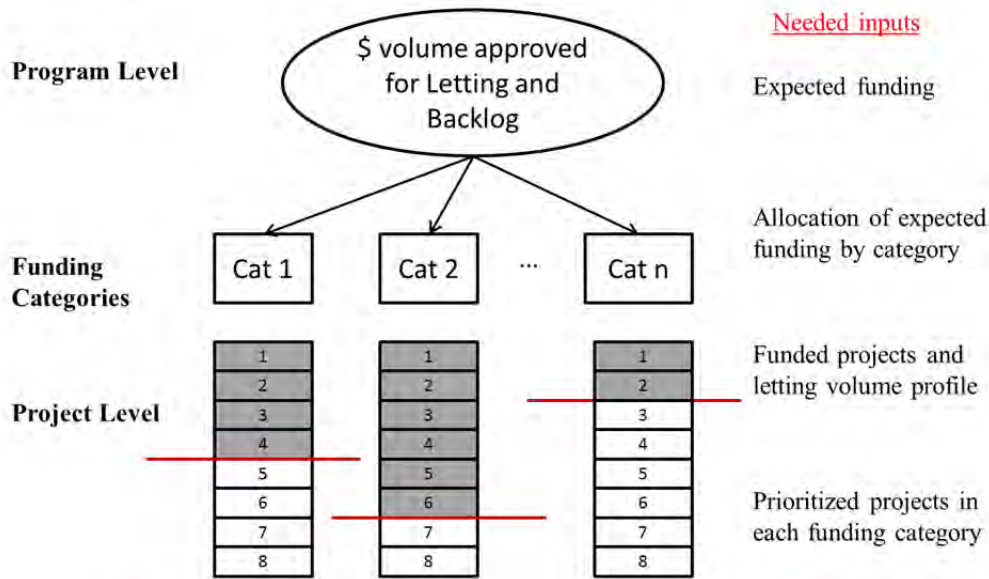 Needed inputs
$ volume approved
for Letting and
Backlog
Program Level
Expected funding
Allocation of expected
funding by category
Cat 1
Cat 2
...
Cat n
Funding
Categories
Project Level
1
2
3
4
5
6
7
8
1
2
3
4
5
6
7
8
1
2
3
4
5
6
7
8
Funded projects and
letting volume profile
Prioritized projects in
each funding category